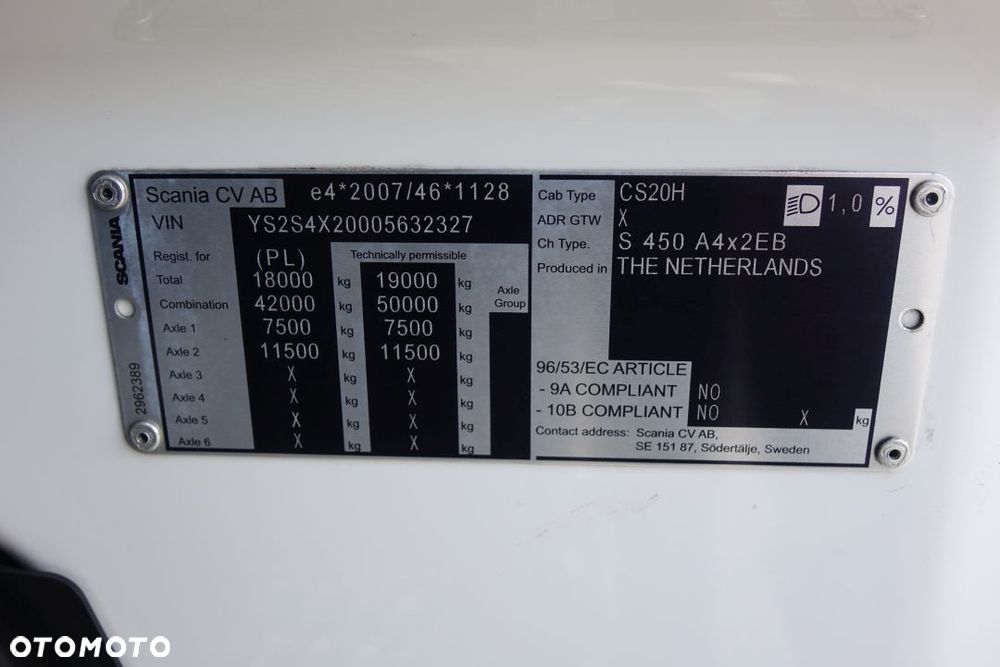 Scania CV AB e4*2007/46*1128
VIN YS2S4X20005632327
Regist. for (PL) Technically permissible
Total 18000 kg 19000 kg Axle Group
Combination 42000 kg 50000 kg
Axle 1 7500 kg 7500 kg
Axle 2 11500 kg 11500 kg
Axle 3 X kg X kg
Axle 4 X kg X kg
Axle 5 X kg X kg
Axle 6 X kg X kg
SCANIA
2962389
Cab Type CS20H 1,0 %
ADR GTW X
Ch Type. S 450 A4x2EB
Produced in THE NETHERLANDS
96/53/EC ARTICLE
- 9A COMPLIANT NO
- 10B COMPLIANT NO X kg
Contact address: Scania CV AB,
SE 151 87, Södertälje, Sweden
OTOMOTO